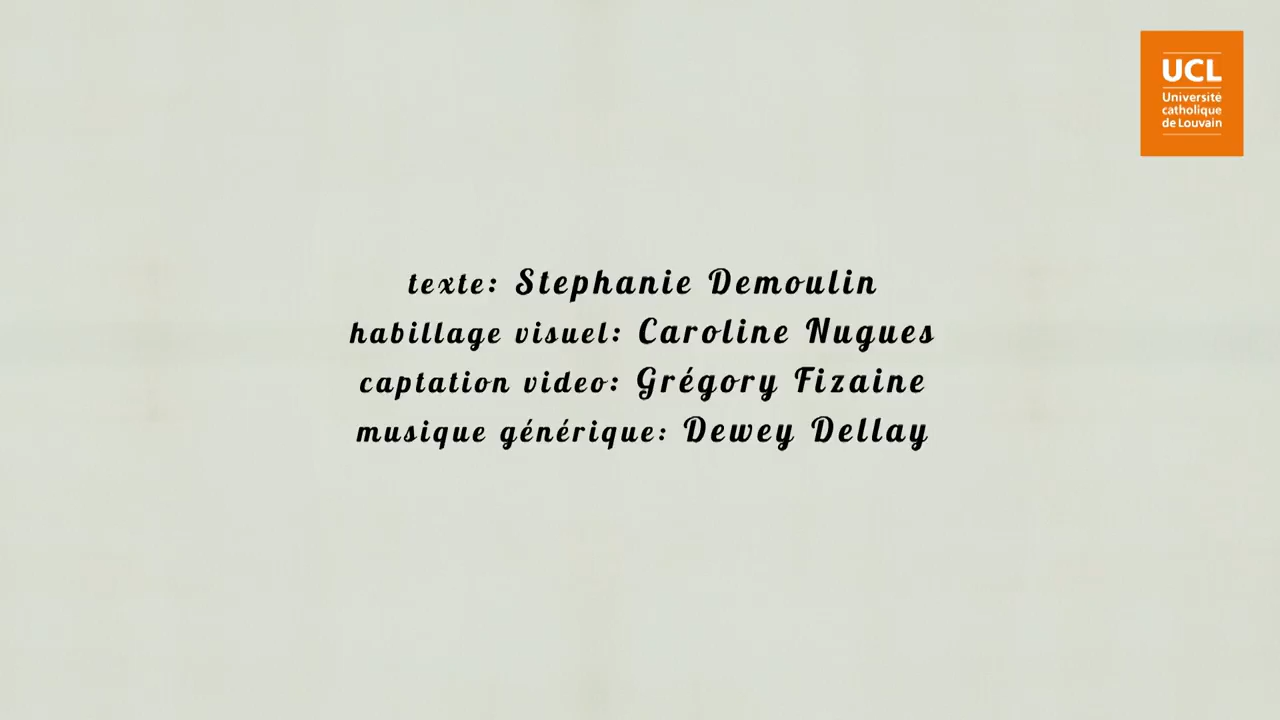 UCL
Université
catholique
de Louvain
texte: Stephanie Demoulin
habillage visuel: Caroline Nugues
captation video: Grégory Fizaine
musique générique: Dewey Dellay